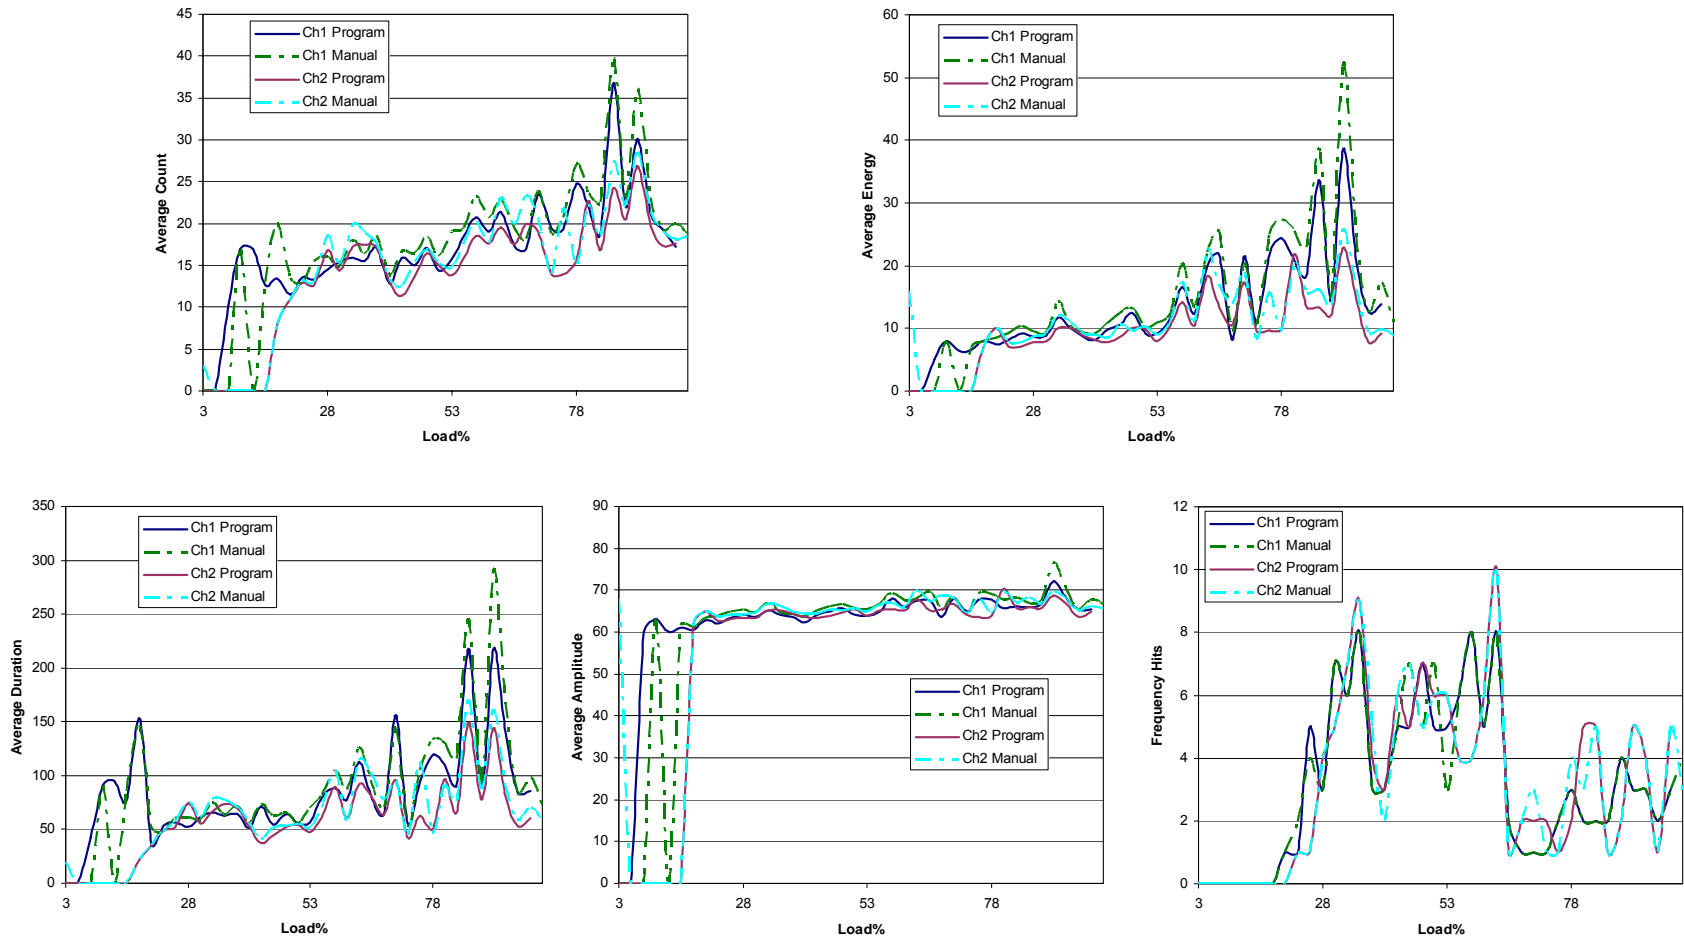 45
40
35
30
25
20
15
10
5
0
Average Count
Ch1 Program
Ch1 Manual
Ch2 Program
Ch2 Manual
3 28 53 78
Load%
60
50
40
30
20
10
0
Average Energy
Ch1 Program
Ch1 Manual
Ch2 Program
Ch2 Manual
3 28 53 78
Load%
350
300
250
200
150
100
50
0
Average Duration
Ch1 Program
Ch1 Manual
Ch2 Program
Ch2 Manual
3 28 53 78
Load%
90
80
70
60
50
40
30
20
10
0
Average Amplitude
Ch1 Program
Ch1 Manual
Ch2 Program
Ch2 Manual
3 28 53 78
Load%
12
10
8
6
4
2
0
Frequency Hits
Ch1 Program
Ch1 Manual
Ch2 Program
Ch2 Manual
3 28 53 78
Load%